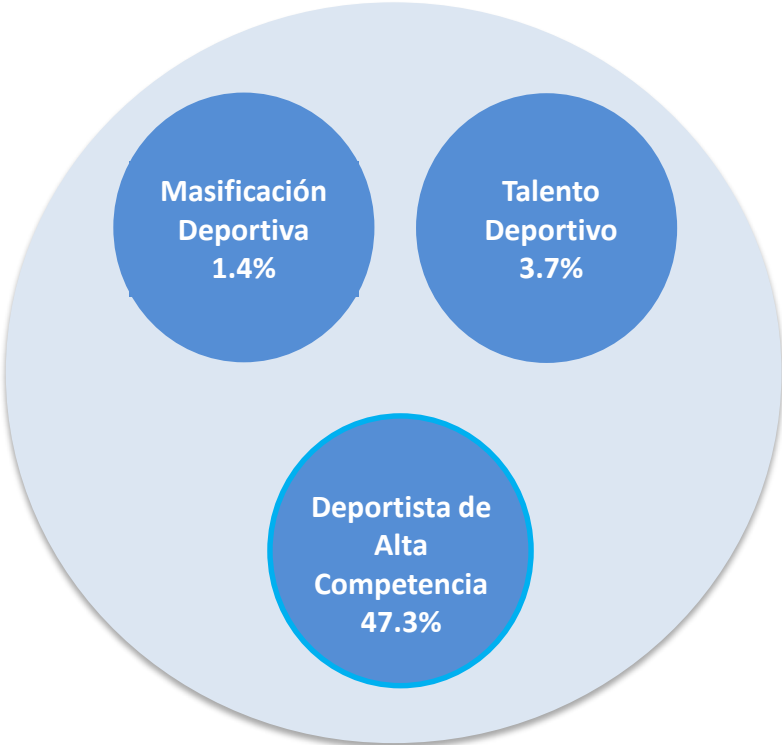 Masificación
Deportiva
1.4%
Talento
Deportivo
3.7%
Deportista de
Alta
Competencia
47.3%